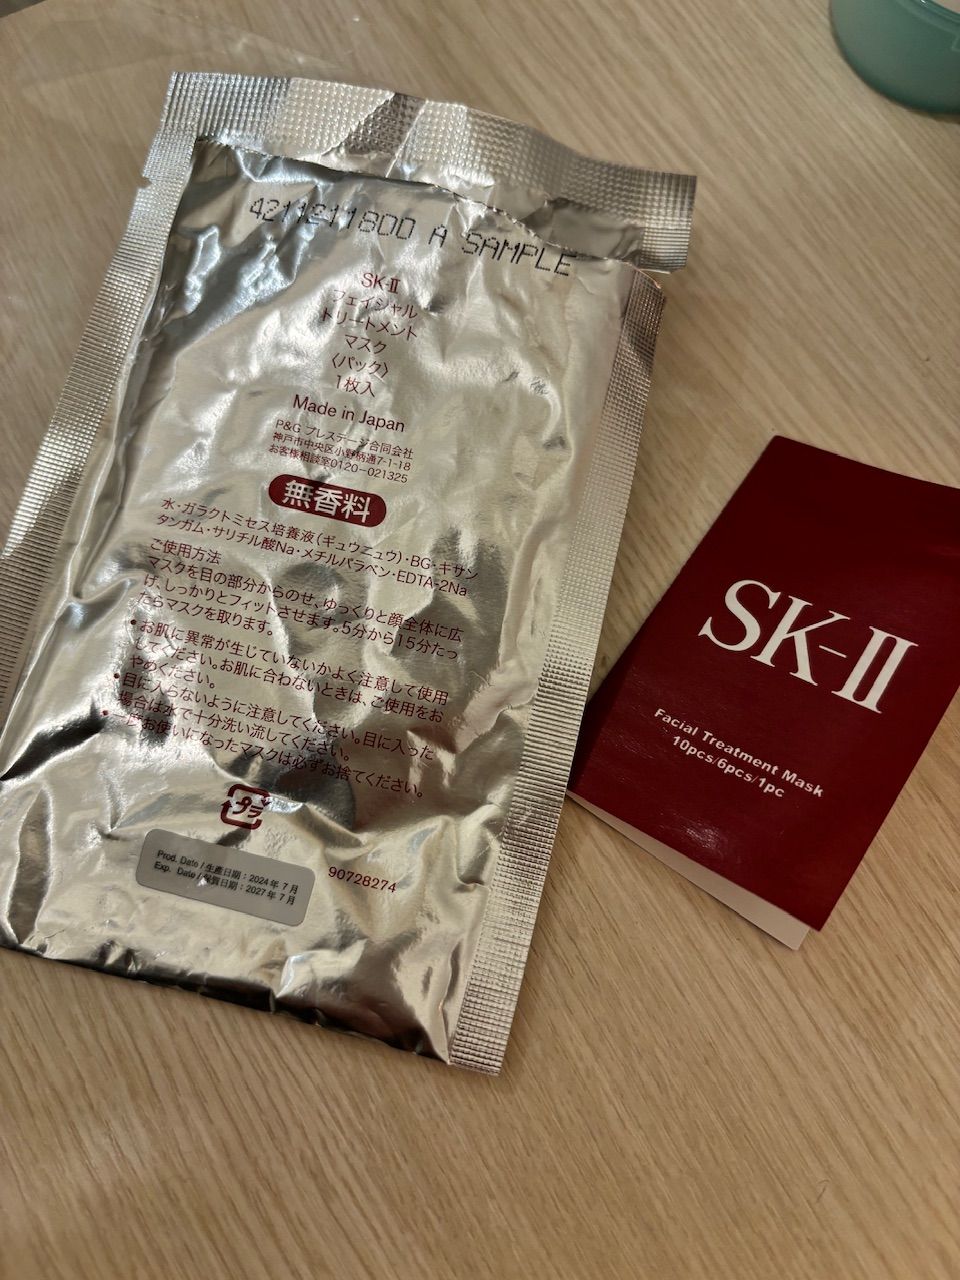 4211241800 A SAMPLE
SK-II
フェイシャル
トリートメント
マスク
〈パック〉
1枚入
Made in Japan
P&G プレステージ合同会社
神戸市中央区小野柄通7-1-18
お客様相談室0120-021325
無香料
水・ガラクトミセス培養液(ギュウニュウ)・BG・キサン
タンガム・サリチル酸Na・メチルパラベン・EDTA-2Na
ご使用方法
マスクを目の部分からのせ、ゆっくりと顔全体に広
げ、しっかりとフィットさせます。5分から15分たっ
たらマスクを取ります。
・お肌に異常が生じていないかよく注意して使用
してください。お肌に合わないときは、ご使用をお
やめください。
・目に入らないように注意してください。目に入った
場合は水で十分洗い流してください。
・一度お使いになったマスクは必ずお捨てください。
プラ
Prod. Date / 生產日期:2024年 7月
Exp. Date / 保質日期:2027年 7月
90728274
SK-II
Facial Treatment Mask
10pcs/6pcs/1pc